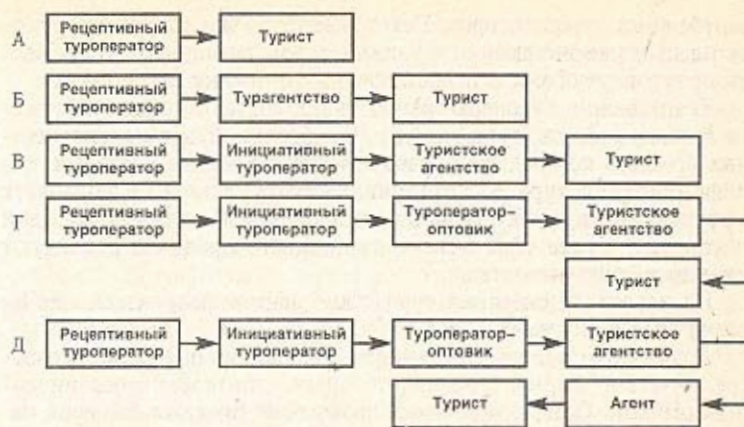 А Рецептивный туроператор Турист
Б Рецептивный туроператор Турагентство Турист
В Рецептивный туроператор Инициативный туроператор Туристское агентство Турист
Г Рецептивный туроператор Инициативный туроператор Туроператор-оптовик Туристское агентство
Турист
Д Рецептивный туроператор Инициативный туроператор Туроператор-оптовик Туристское агентство
Турист Агент